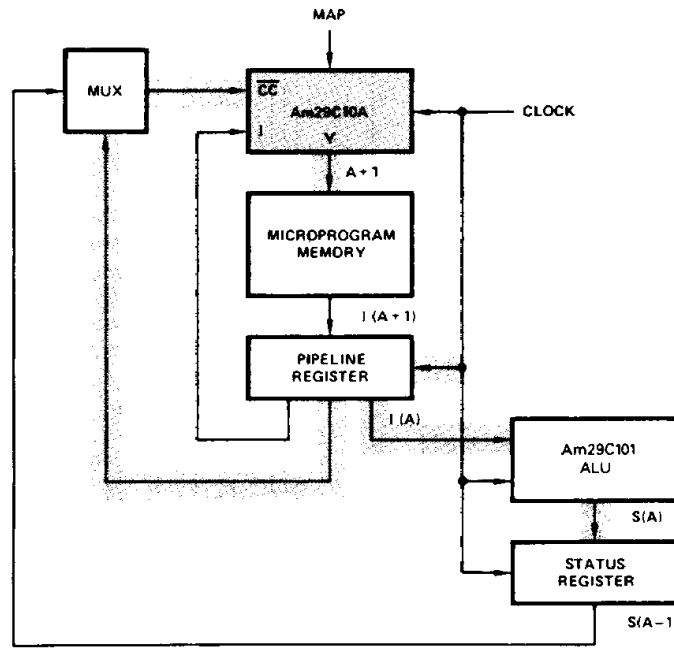 MAP
MUX
CC
Am29C10A
I
Y
CLOCK
A+1
MICROPROGRAM
MEMORY
I (A+1)
PIPELINE
REGISTER
I (A)
Am29C101
ALU
S(A)
STATUS
REGISTER
S(A−1